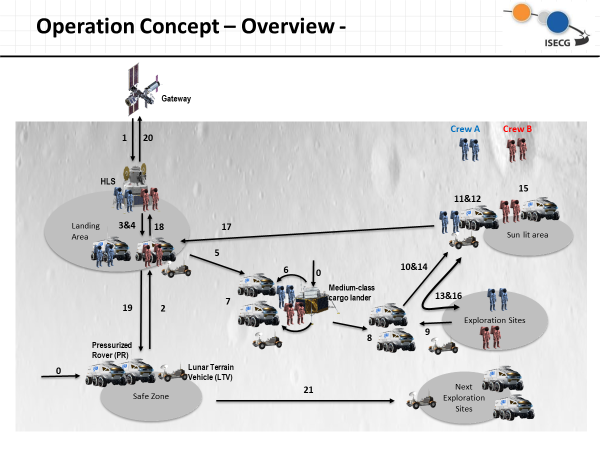 Operation Concept – Overview -
ISECG
Gateway
Crew A
Crew B
1
20
HLS
15
11&12
3&4
18
17
Landing
Area
Sun lit area
5
6
0
10&14
Medium-class
cargo lander
13&16
7
19
2
Exploration Sites
9
8
Pressurized
Rover (PR)
0
Lunar Terrain
Vehicle (LTV)
Safe Zone
21
Next
Exploration
Sites